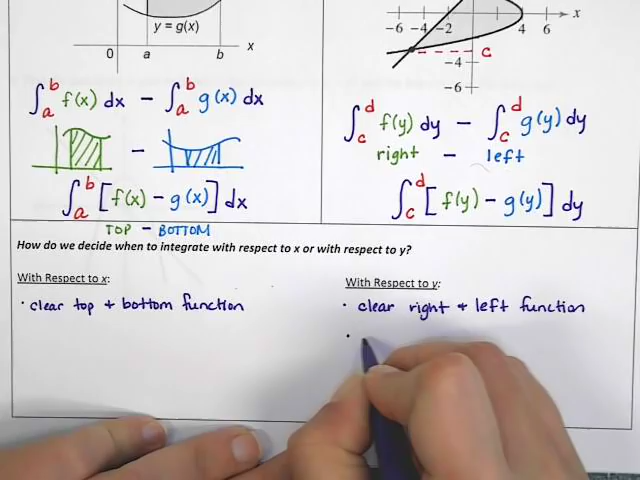 y = g(x)
0 a b x
-6 -4 -2 4 6 x
c
-4
-6
∫ₐᵇ f(x) dx − ∫ₐᵇ g(x) dx
−
∫ₐᵇ [f(x) − g(x)] dx
TOP − BOTTOM
∫꜀ᵈ f(y) dy − ∫꜀ᵈ g(y) dy
right − left
∫꜀ᵈ [f(y) − g(y)] dy
How do we decide when to integrate with respect to x or with respect to y?
With Respect to x:
· clear top + bottom function
With Respect to y:
· clear right + left function
·